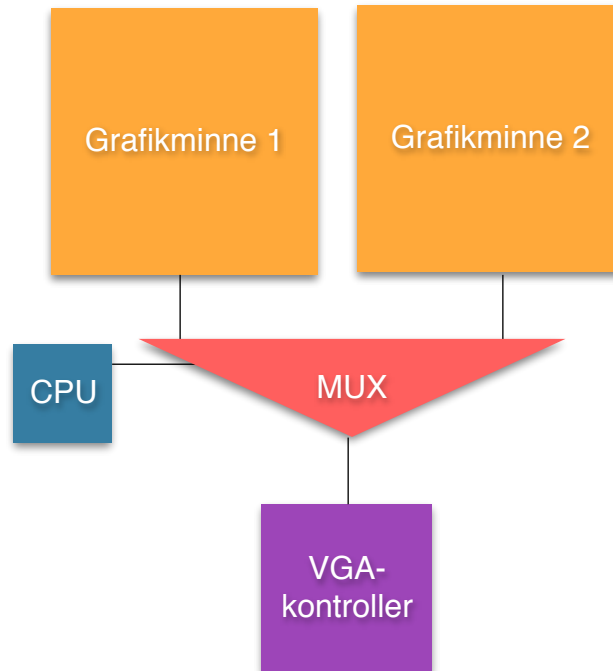 Grafikminne 1
Grafikminne 2
CPU
MUX
VGA-
kontroller